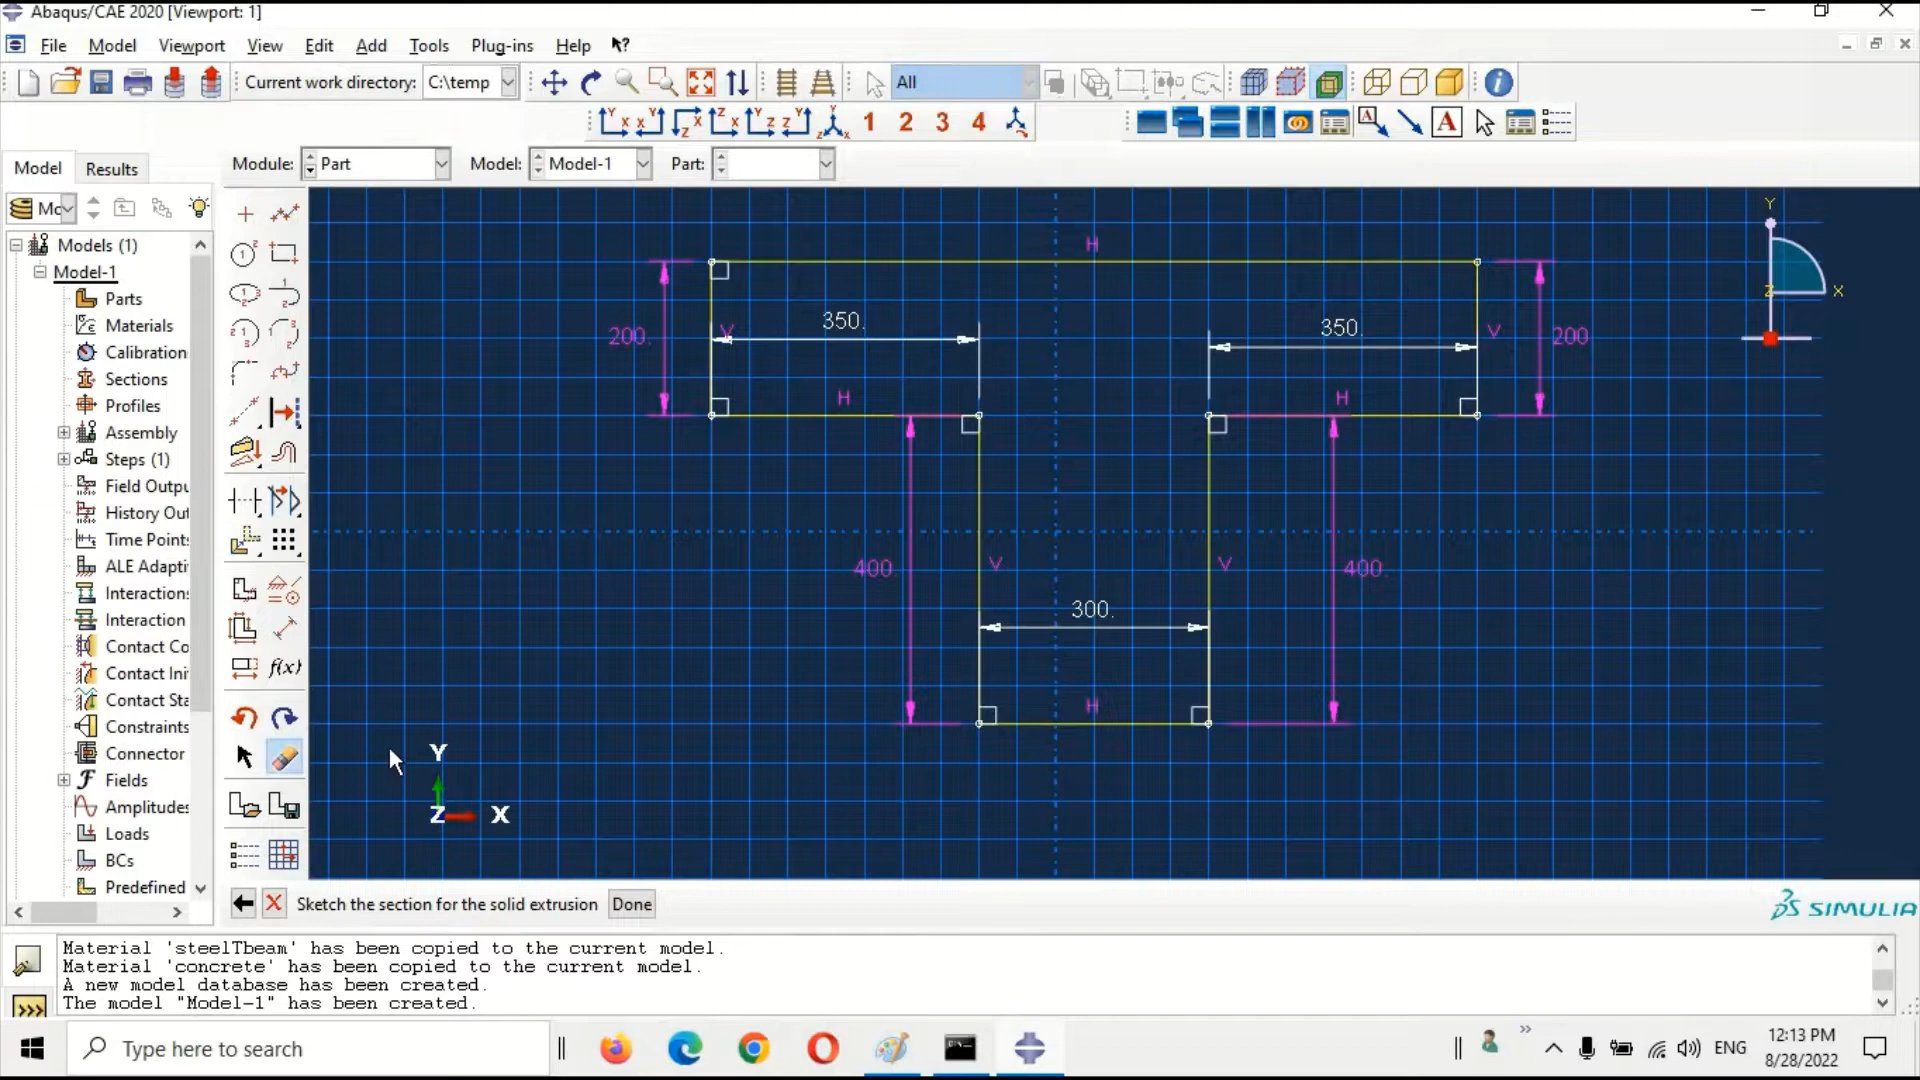 Abaqus/CAE 2020 [Viewport: 1]
File Model Viewport View Edit Add Tools Plug-ins Help
Current work directory: C:\temp All
1 2 3 4
Model Results Module: Part Model: Model-1 Part:
Mo
Models (1)
Model-1
Parts
Materials
Calibration
Sections
Profiles
Assembly
Steps (1)
Field Outpu
History Out
Time Point
ALE Adapti
Interaction
Interaction
Contact Co
Contact Ini
Contact Sta
Constraints
Connector
Fields
Amplitudes
Loads
BCs
Predefined
f(x)
H
200. V 350. 350. V 200
H H
400. V V 400.
300.
H
Y
Z X
Y
Z X
Sketch the section for the solid extrusion Done
SIMULIA
Material 'steelTbeam' has been copied to the current model.
Material 'concrete' has been copied to the current model.
A new model database has been created.
The model "Model-1" has been created.
Type here to search
ENG
12:13 PM
8/28/2022